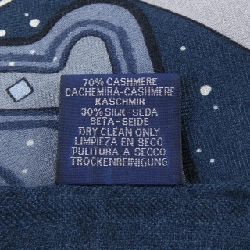 70% CASHMERE
CACHEMIRA-CASHMERE
KASCHMIR
30% SILK-SEDA
SETA-SEIDE
DRY CLEAN ONLY
LIMPIEZA EN SECO
PULITURA A SECCO
TROCKENREINIGUNG